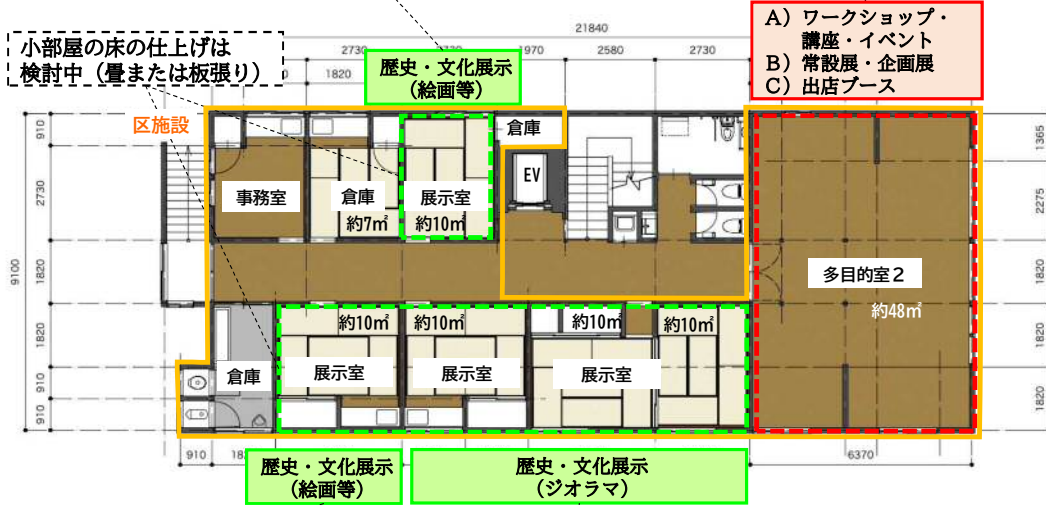 A）ワークショップ・
講座・イベント
B）常設展・企画展
C）出店ブース
21840
小部屋の床の仕上げは
検討中（畳または板張り）
2730
1970
2580
2730
1820
歴史・文化展示
（絵画等）
区施設
倉庫
910
2730
1820
1820
910
910
9100
1365
2275
1820
1820
1820
EV
事務室
倉庫
約7㎡
展示室
約10㎡
多目的室２
約48㎡
約10㎡
約10㎡
約10㎡
約10㎡
倉庫
展示室
展示室
展示室
910
6370
歴史・文化展示
（絵画等）
歴史・文化展示
（ジオラマ）